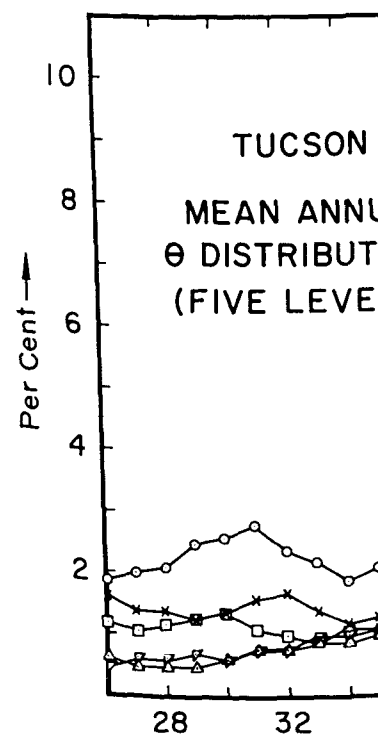 10
TUCSON
8
MEAN ANNU
θ DISTRIBUT
(FIVE LEVE
6
Per Cent→
4
2
28 32